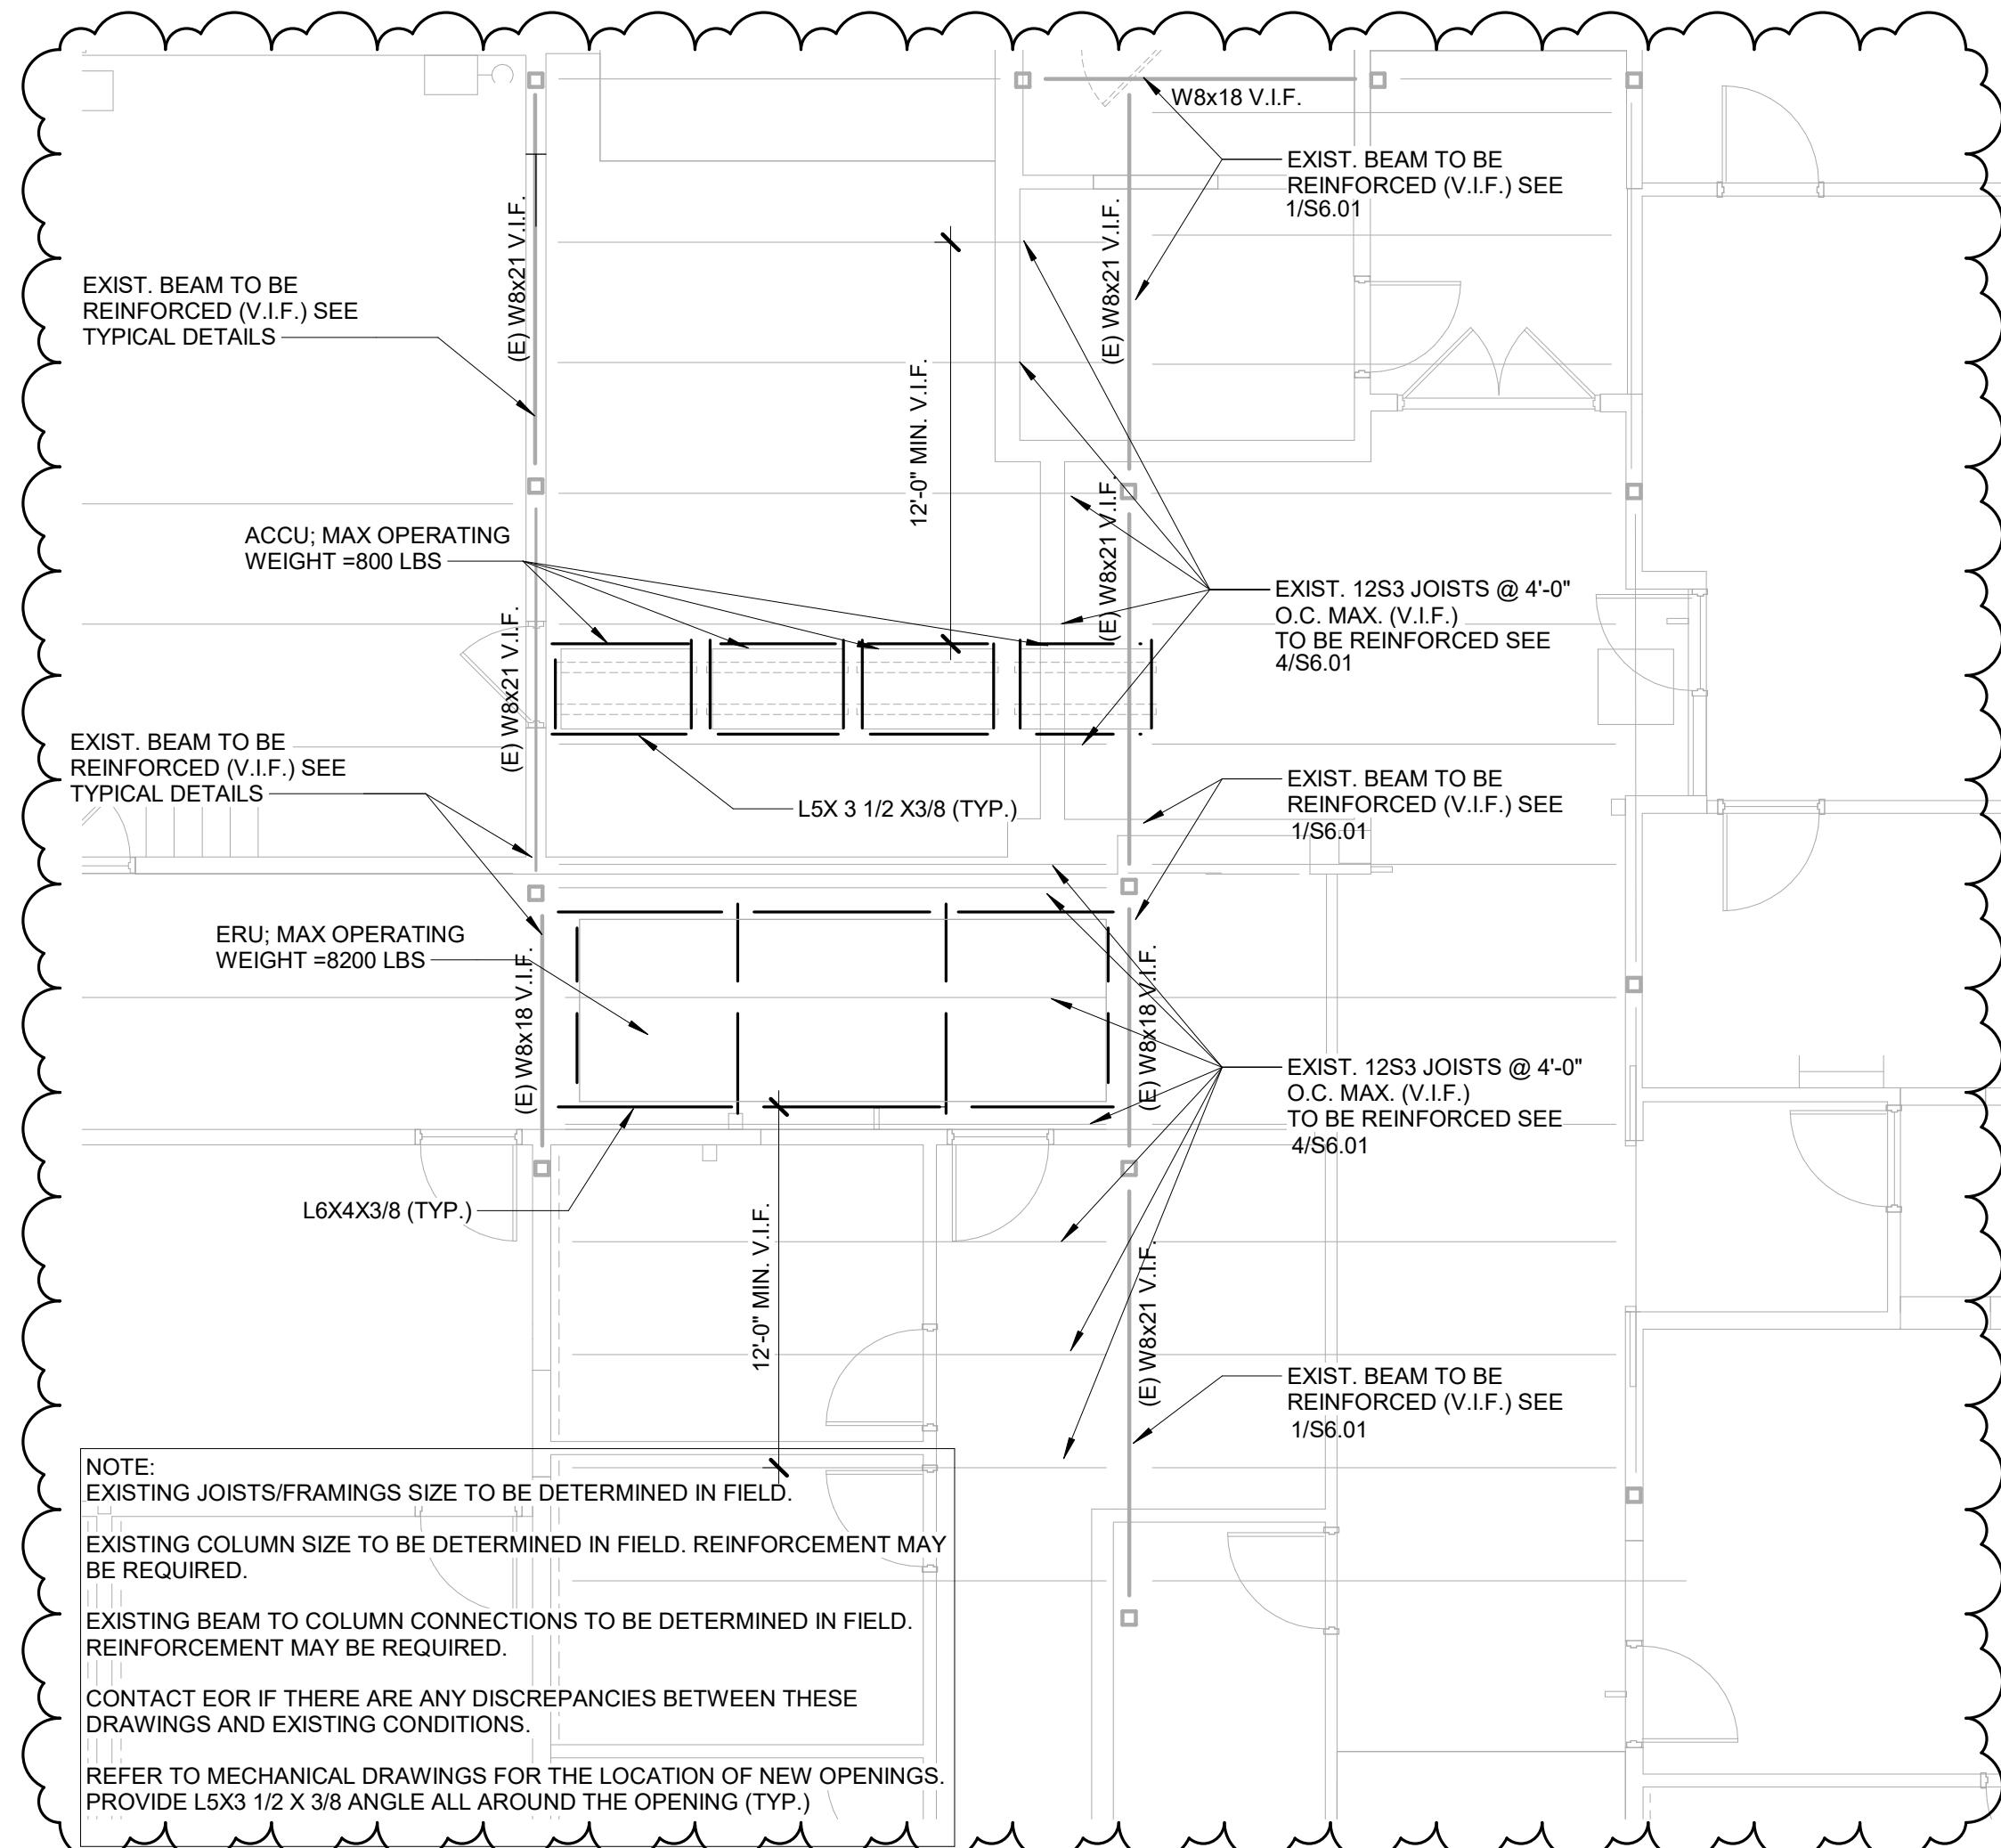 W8x18 V.I.F.
EXIST. BEAM TO BE
REINFORCED (V.I.F.) SEE
1/S6.01
(E) W8x21 V.I.F.
(E) W8x21 V.I.F.
EXIST. BEAM TO BE
REINFORCED (V.I.F.) SEE
TYPICAL DETAILS
12'-0" MIN. V.I.F.
ACCU; MAX OPERATING
WEIGHT =800 LBS
(E) W8x21 V.I.F.
EXIST. 12S3 JOISTS @ 4'-0"
O.C. MAX. (V.I.F.)
TO BE REINFORCED SEE
4/S6.01
(E) W8x21 V.I.F.
EXIST. BEAM TO BE
REINFORCED (V.I.F.) SEE
TYPICAL DETAILS
L5X 3 1/2 X3/8 (TYP.)
EXIST. BEAM TO BE
REINFORCED (V.I.F.) SEE
1/S6.01
ERU; MAX OPERATING
WEIGHT =8200 LBS
(E) W8x18 V.I.F.
(E) W8x18 V.I.F.
EXIST. 12S3 JOISTS @ 4'-0"
O.C. MAX. (V.I.F.)
TO BE REINFORCED SEE
4/S6.01
L6X4X3/8 (TYP.)
12'-0" MIN. V.I.F.
(E) W8x21 V.I.F.
EXIST. BEAM TO BE
REINFORCED (V.I.F.) SEE
1/S6.01
NOTE:
EXISTING JOISTS/FRAMINGS SIZE TO BE DETERMINED IN FIELD.
EXISTING COLUMN SIZE TO BE DETERMINED IN FIELD. REINFORCEMENT MAY
BE REQUIRED.
EXISTING BEAM TO COLUMN CONNECTIONS TO BE DETERMINED IN FIELD.
REINFORCEMENT MAY BE REQUIRED.
CONTACT EOR IF THERE ARE ANY DISCREPANCIES BETWEEN THESE
DRAWINGS AND EXISTING CONDITIONS.
REFER TO MECHANICAL DRAWINGS FOR THE LOCATION OF NEW OPENINGS.
PROVIDE L5X3 1/2 X 3/8 ANGLE ALL AROUND THE OPENING (TYP.)